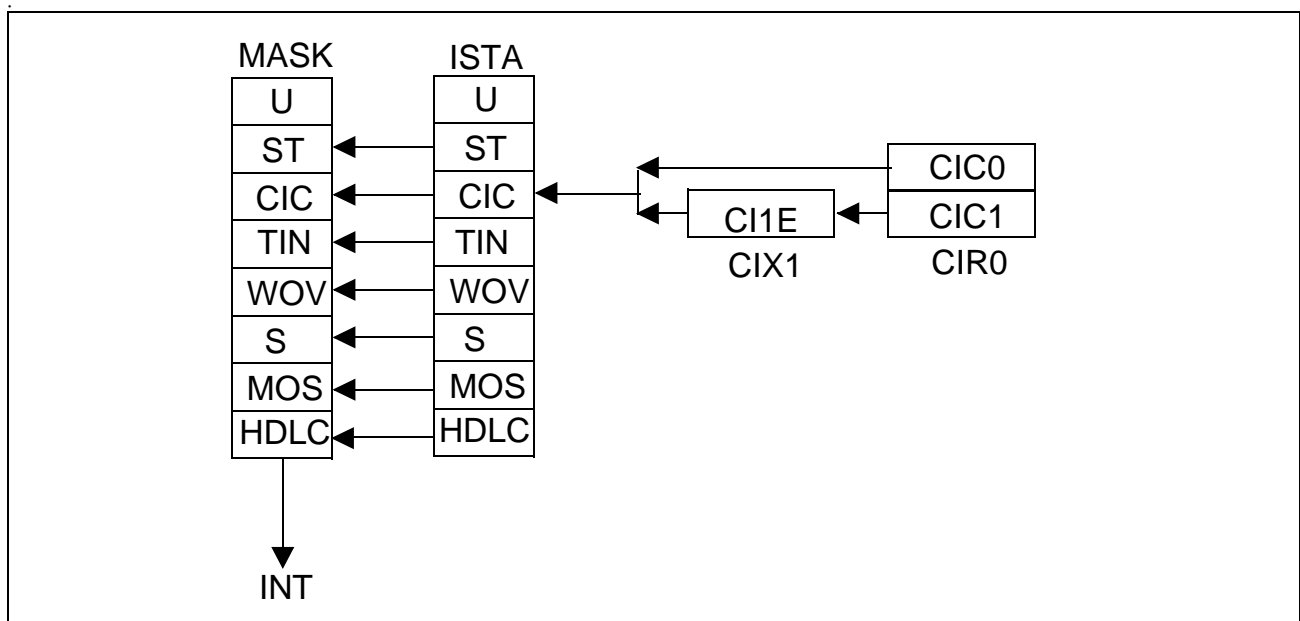 .
MASK ISTA
U U
ST ST CIC0
CIC CIC CI1E CIC1
TIN TIN CIX1 CIR0
WOV WOV
S S
MOS MOS
HDLC HDLC
INT